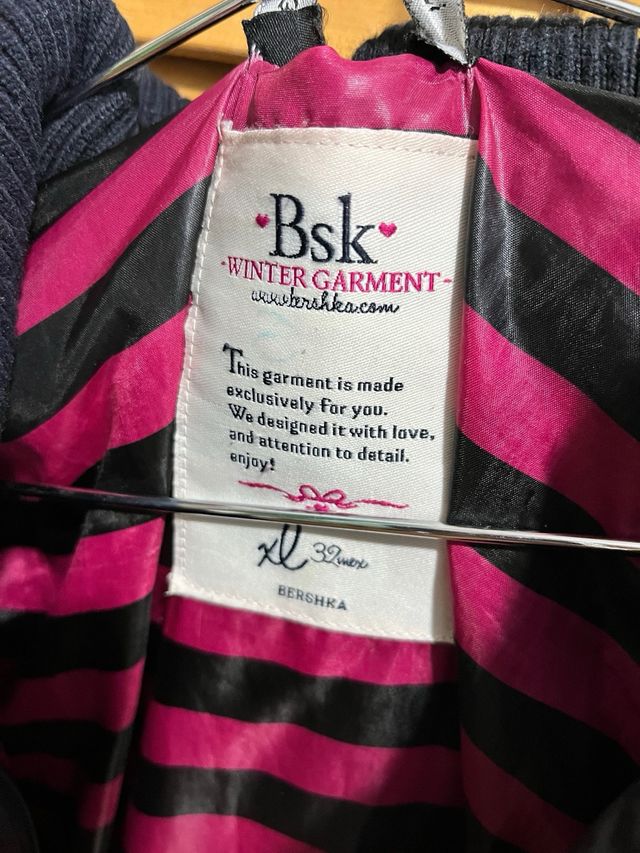 Bsk
-WINTER GARMENT-
www.bershka.com
This garment is made
exclusively for you.
We designed it with love,
and attention to detail.
enjoy!
xl 32mex
BERSHKA